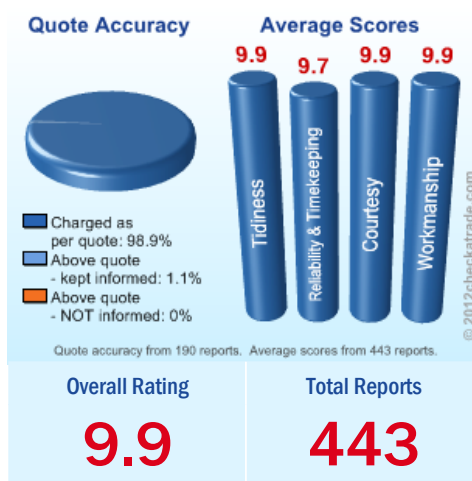 Quote Accuracy
Charged as
per quote: 98.9%
Above quote
- kept informed: 1.1%
Above quote
- NOT informed: 0%
Average Scores
9.9
9.7
9.9
9.9
Tidiness
Reliability & Timekeeping
Courtesy
Workmanship
© 2012checkatrade.com
Quote accuracy from 190 reports. Average scores from 443 reports.
Overall Rating
9.9
Total Reports
443